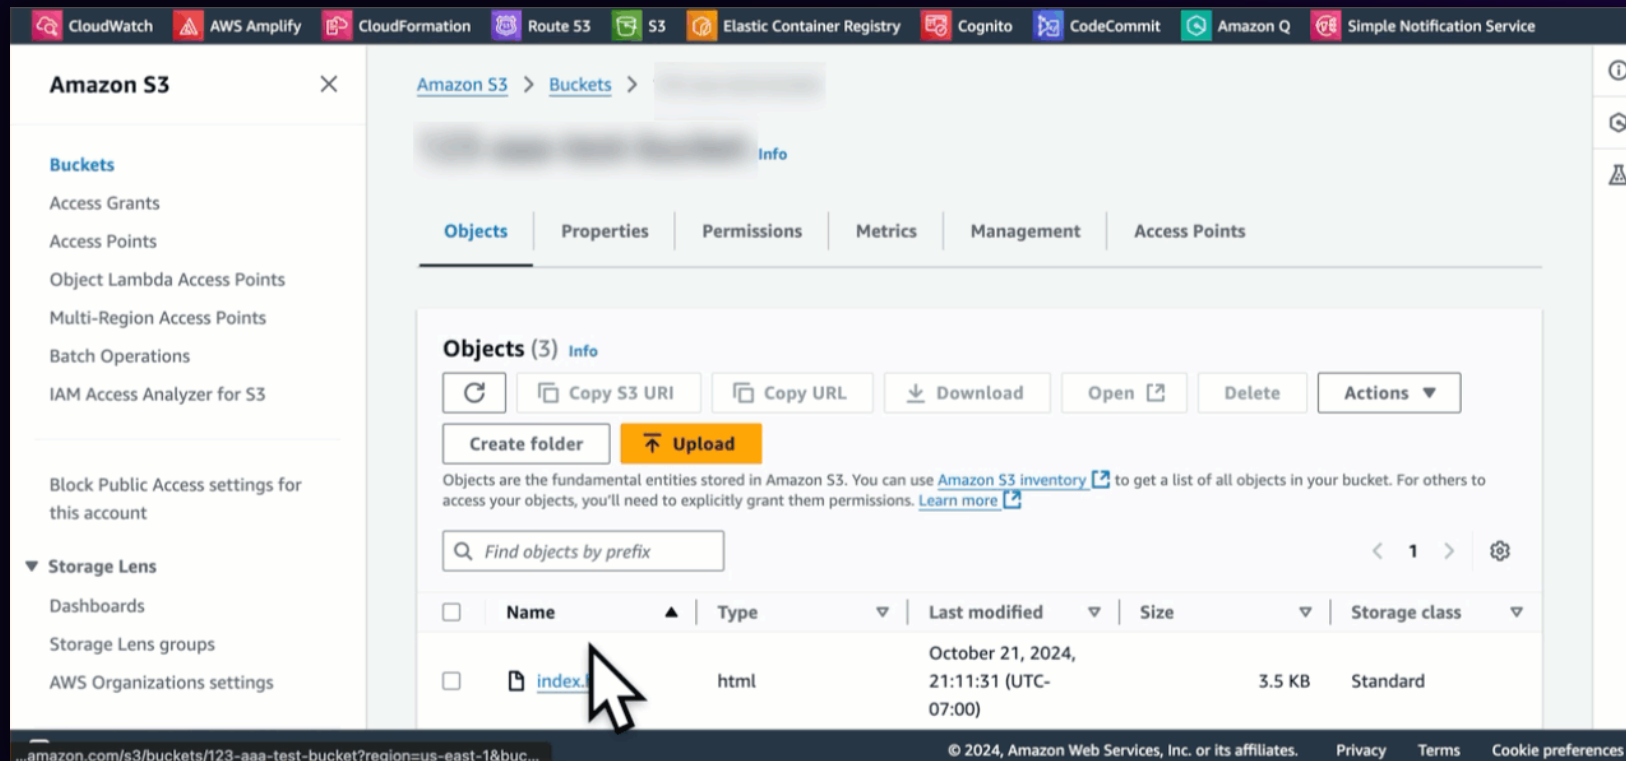 CloudWatch AWS Amplify CloudFormation Route 53 S3 Elastic Container Registry Cognito CodeCommit Amazon Q Simple Notification Service
Amazon S3
Buckets
Access Grants
Access Points
Object Lambda Access Points
Multi-Region Access Points
Batch Operations
IAM Access Analyzer for S3
Block Public Access settings for
this account
Storage Lens
Dashboards
Storage Lens groups
AWS Organizations settings
Amazon S3 > Buckets >
Info
Objects Properties Permissions Metrics Management Access Points
Objects (3) Info
Copy S3 URI Copy URL Download Open Delete Actions
Create folder Upload
Objects are the fundamental entities stored in Amazon S3. You can use Amazon S3 inventory to get a list of all objects in your bucket. For others to
access your objects, you'll need to explicitly grant them permissions. Learn more
Find objects by prefix
1
Name Type Last modified Size Storage class
October 21, 2024,
index. html 21:11:31 (UTC- 3.5 KB Standard
07:00)
...amazon.com/s3/buckets/123-aaa-test-bucket?region=us-east-1&buc...
© 2024, Amazon Web Services, Inc. or its affiliates. Privacy Terms Cookie preferences